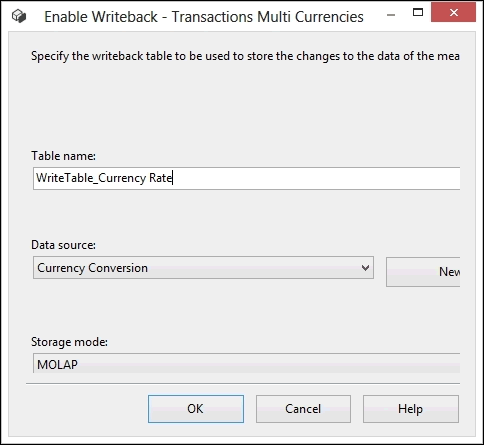 Enable Writeback - Transactions Multi Currencies
Specify the writeback table to be used to store the changes to the data of the mea
Table name:
WriteTable_Currency Rate
Data source:
Currency Conversion
New
Storage mode:
MOLAP
OK Cancel Help